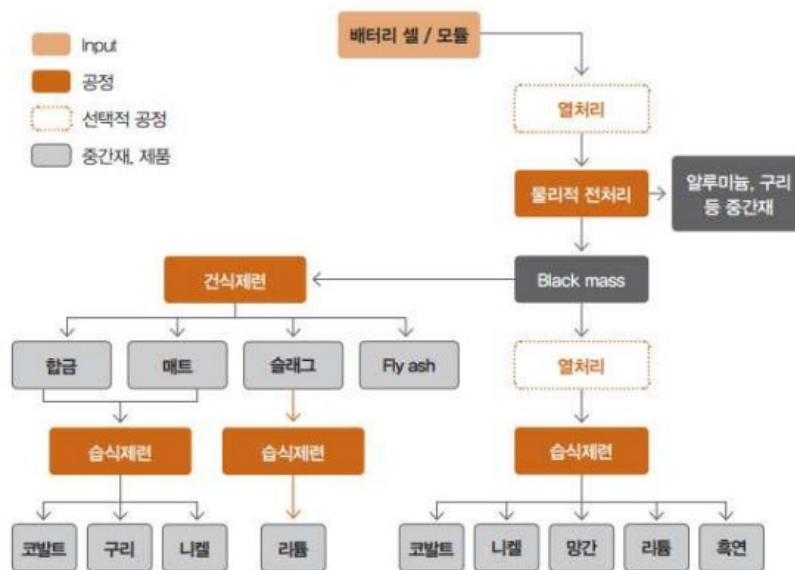 Input
공정
선택적 공정
중간재, 제품
배터리 셀 / 모듈
열처리
물리적 전처리
알루미늄, 구리
등 중간재
건식제련
Black mass
합금
매트
슬래그
Fly ash
열처리
습식제련
습식제련
습식제련
코발트
구리
니켈
리튬
코발트
니켈
망간
리튬
흑연